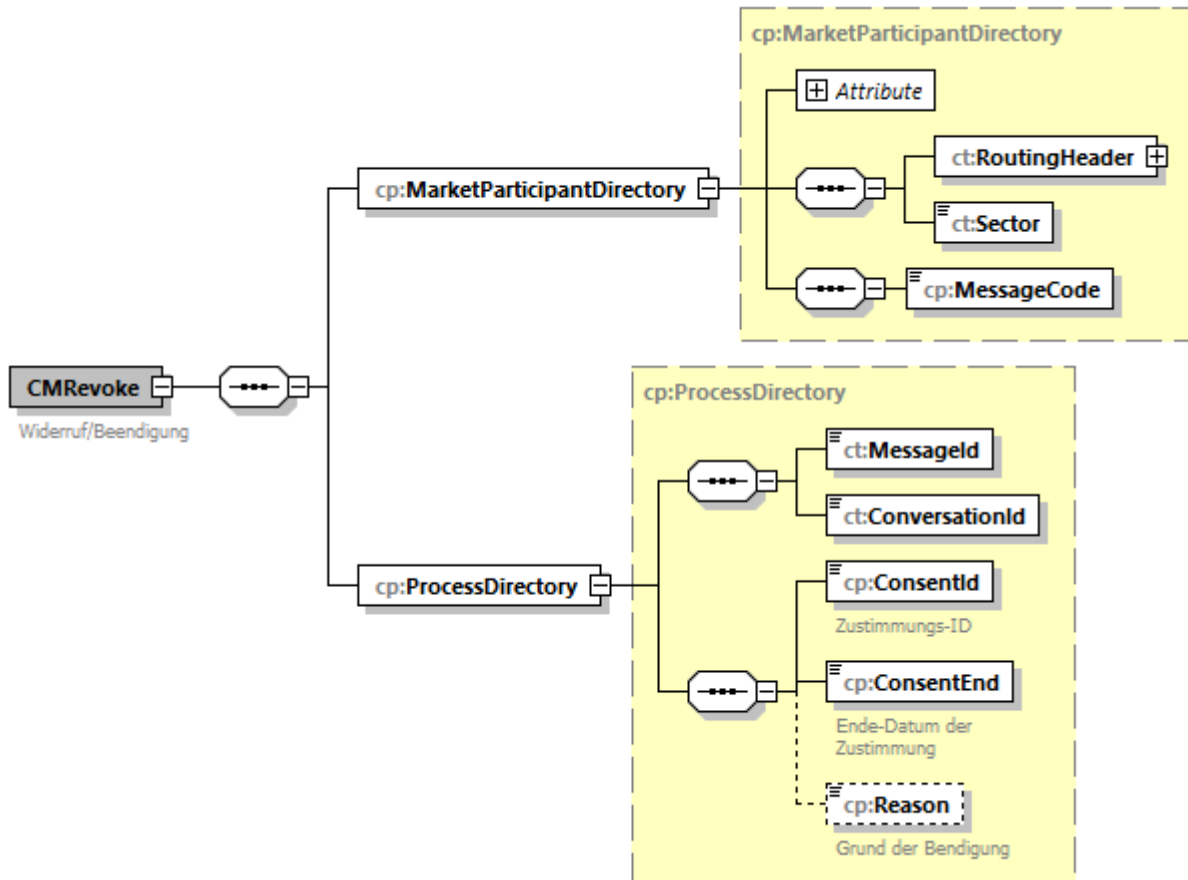 cp:MarketParticipantDirectory
Attribute
ct:RoutingHeader
cp:MarketParticipantDirectory
ct:Sector
cp:MessageCode
CMRevoke
Widerruf/Beendigung
cp:ProcessDirectory
ct:MessageId
ct:ConversationId
cp:ProcessDirectory
cp:ConsentId
Zustimmungs-ID
cp:ConsentEnd
Ende-Datum der
Zustimmung
cp:Reason
Grund der Bendigung